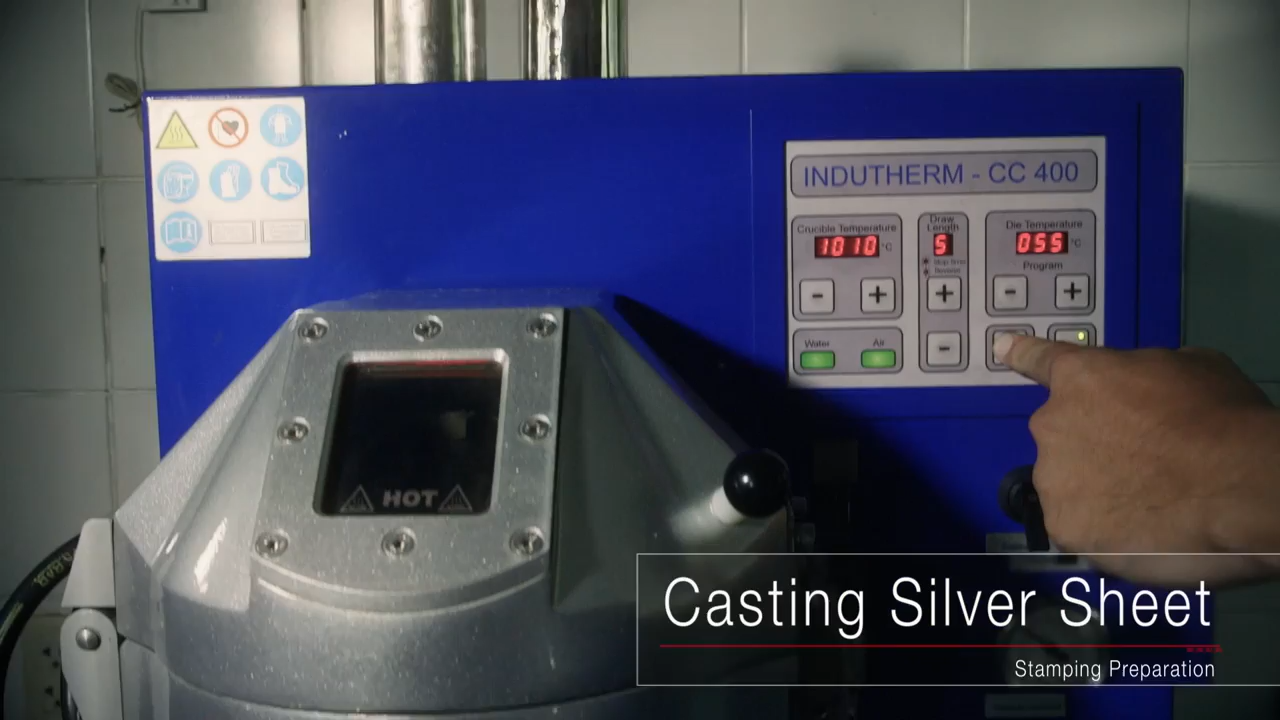 INDUTHERM - CC 400
Crucible Temperature
1010 °C
Draw
Length
5
Die Temperature
055 °C
Program
- + + - +
Water
Air
-
HOT
Casting Silver Sheet
Stamping Preparation